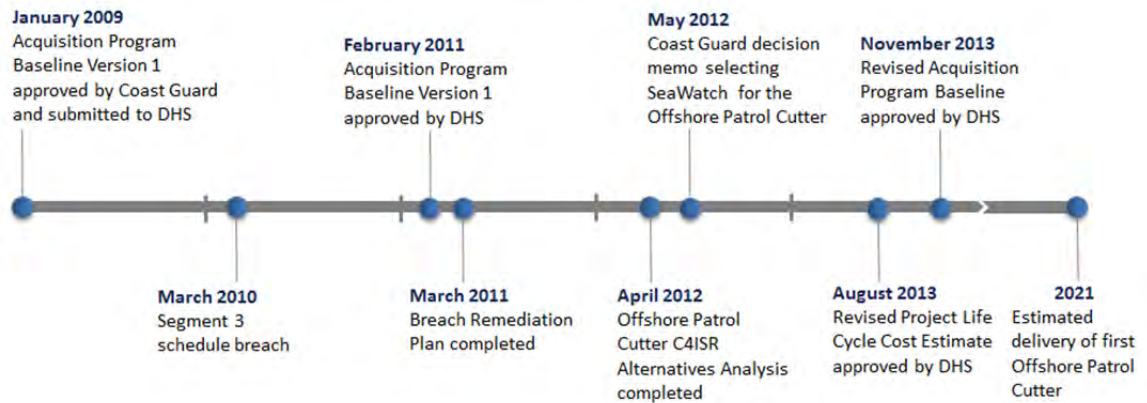 January 2009
Acquisition Program
Baseline Version 1
approved by Coast Guard
and submitted to DHS
February 2011
Acquisition Program
Baseline Version 1
approved by DHS
May 2012
Coast Guard decision
memo selecting
SeaWatch for the
Offshore Patrol Cutter
November 2013
Revised Acquisition
Program Baseline
approved by DHS
March 2010
Segment 3
schedule breach
March 2011
Breach Remediation
Plan completed
April 2012
Offshore Patrol
Cutter C4ISR
Alternatives Analysis
completed
August 2013
Revised Project Life
Cycle Cost Estimate
approved by DHS
2021
Estimated
delivery of first
Offshore Patrol
Cutter